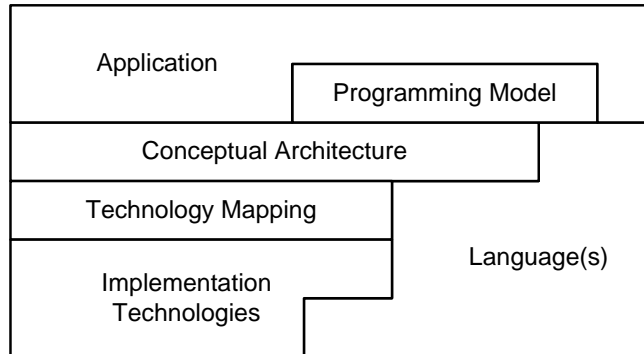 Application
Programming Model
Conceptual Architecture
Technology Mapping
Language(s)
Implementation
Technologies